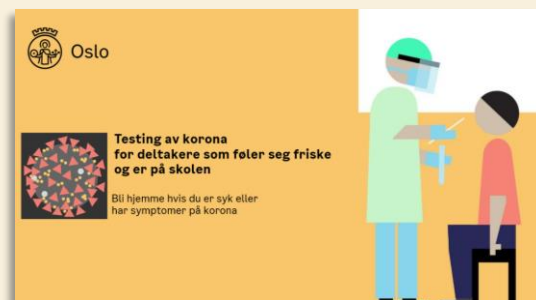 Oslo
Testing av korona
for deltakere som føler seg friske
og er på skolen
Bli hjemme hvis du er syk eller
har symptomer på korona